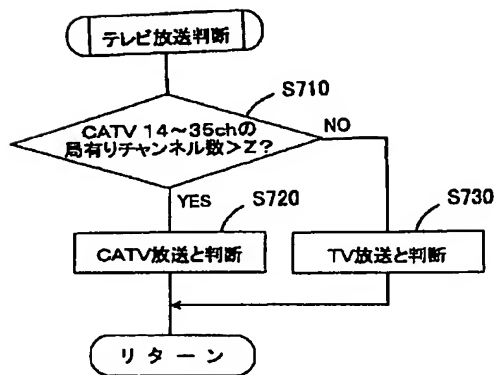 テレビ放送判断
S710
CATV 14～35chの
局有りチャンネル数>Z?
NO
YES
S720
S730
CATV放送と判断
TV放送と判断
リターン